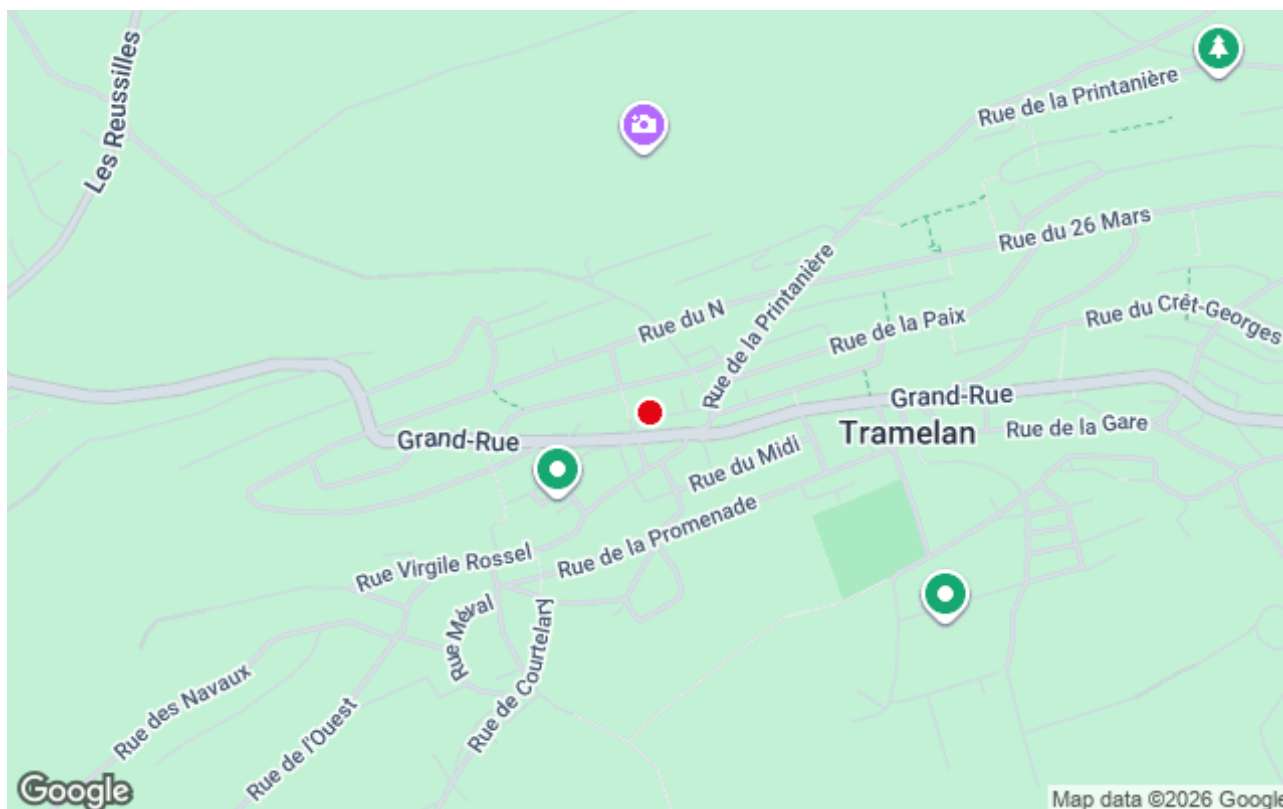 Les Reussilles
Rue de la Printanière
Rue du 26 Mars
Rue de la Printanière
Rue du N
Rue de la Paix
Rue du Crêt-Georges
Grand-Rue
Grand-Rue
Tramelan
Rue de la Gare
Rue du Midi
Rue de la Promenade
Rue Virgile Rossel
Rue Méval
Rue de Courtelary
Rue des Navaux
Rue de l'Ouest
Google
Map data ©2026 Google